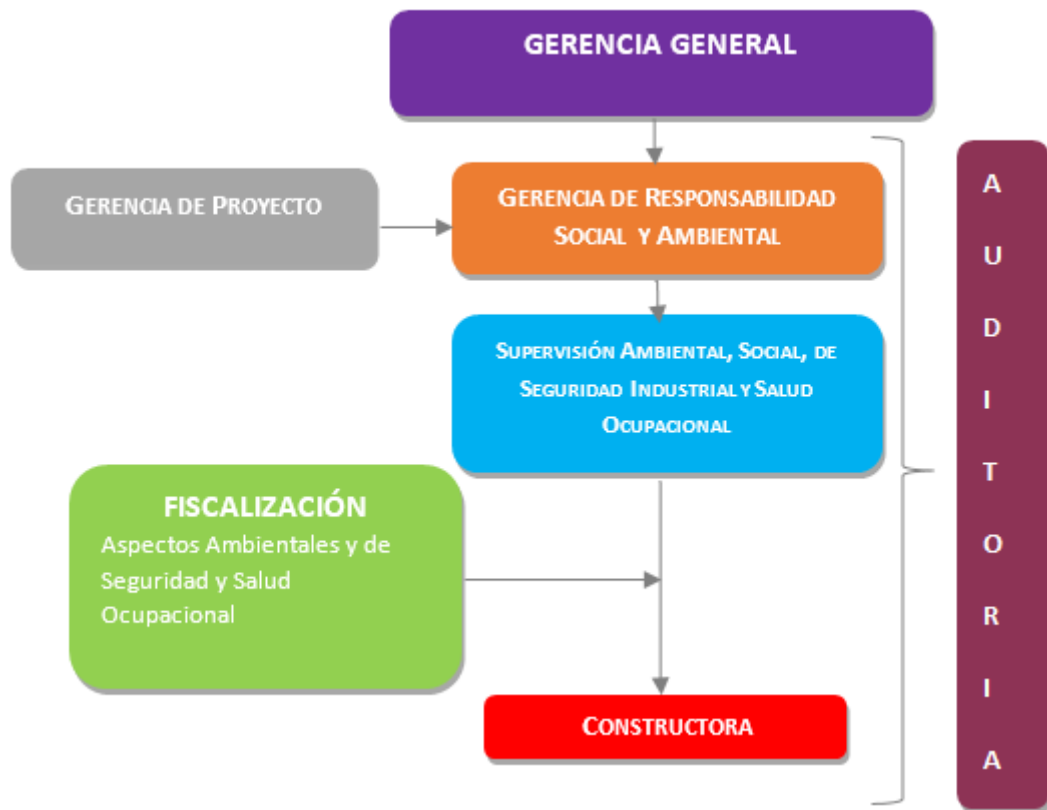 GERENCIA GENERAL
GERENCIA DE PROYECTO
GERENCIA DE RESPONSABILIDAD
SOCIAL Y AMBIENTAL
SUPERVISIÓN AMBIENTAL, SOCIAL, DE
SEGURIDAD INDUSTRIAL Y SALUD
OCUPACIONAL
FISCALIZACIÓN
Aspectos Ambientales y de
Seguridad y Salud
Ocupacional
CONSTRUCTORA
A
U
D
I
T
O
R
I
A